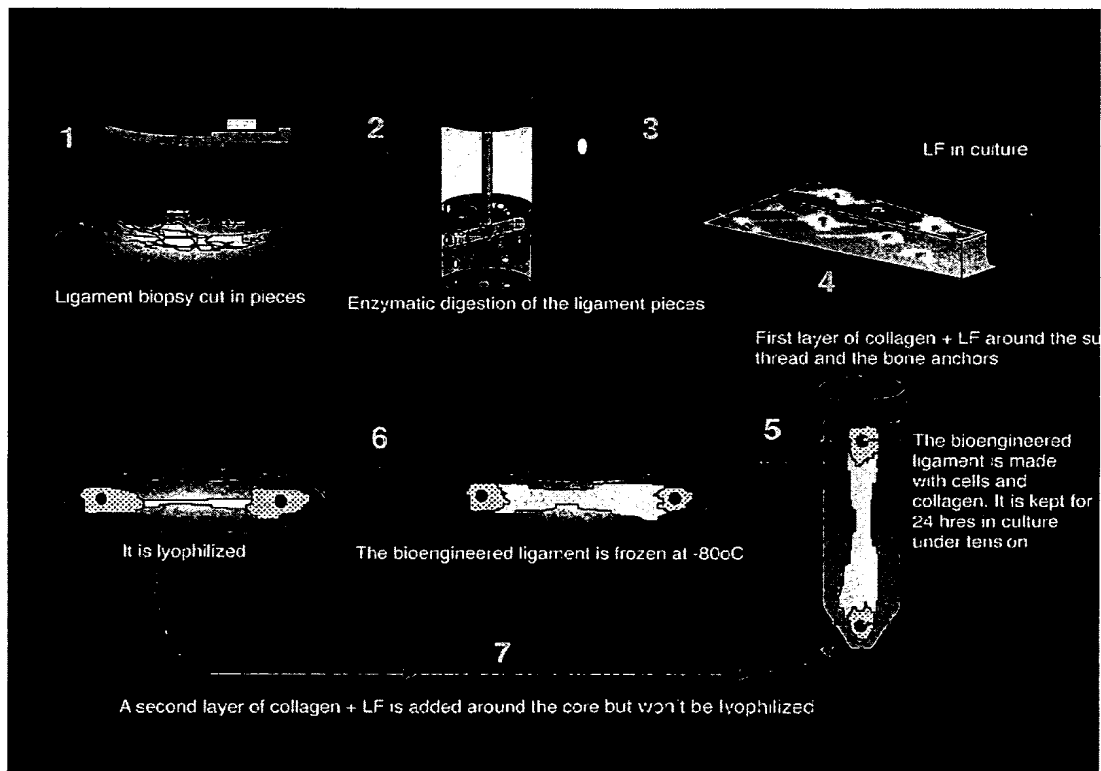 1
2
3
LF in culture
Ligament biopsy cut in pieces
Enzymatic digestion of the ligament pieces
4
First layer of collagen + LF around the su
thread and the bone anchors
5
The bioengineered
ligament is made
with cells and
collagen. It is kept for
24 hres in culture
under tension
6
The bioengineered ligament is frozen at -80oC
It is lyophilized
7
A second layer of collagen + LF is added around the core but won't be lyophilized